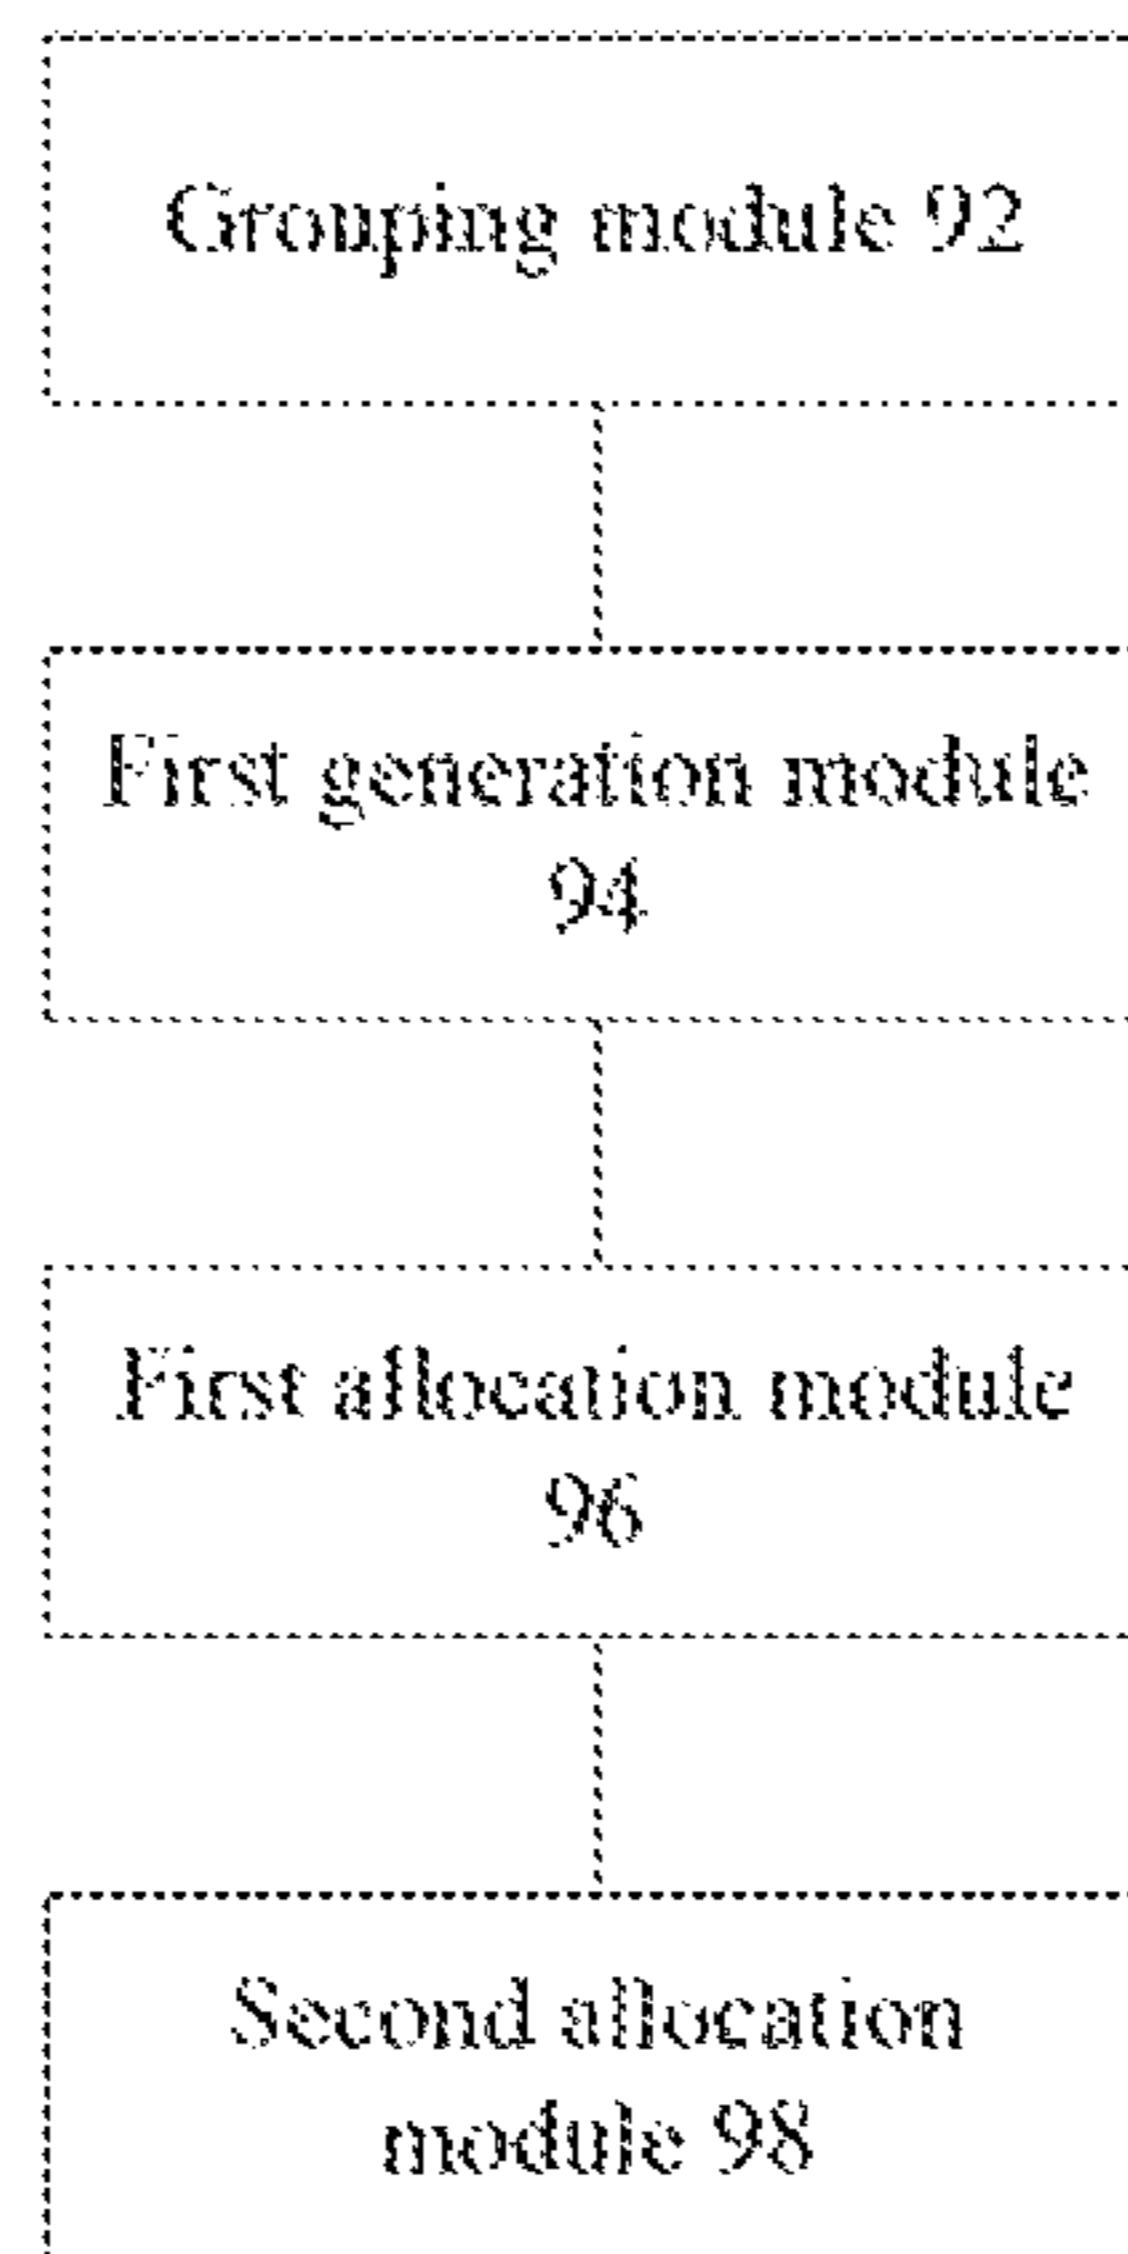 Grouping module 92
First generation module
94
First allocation module
96
Second allocation
module 98